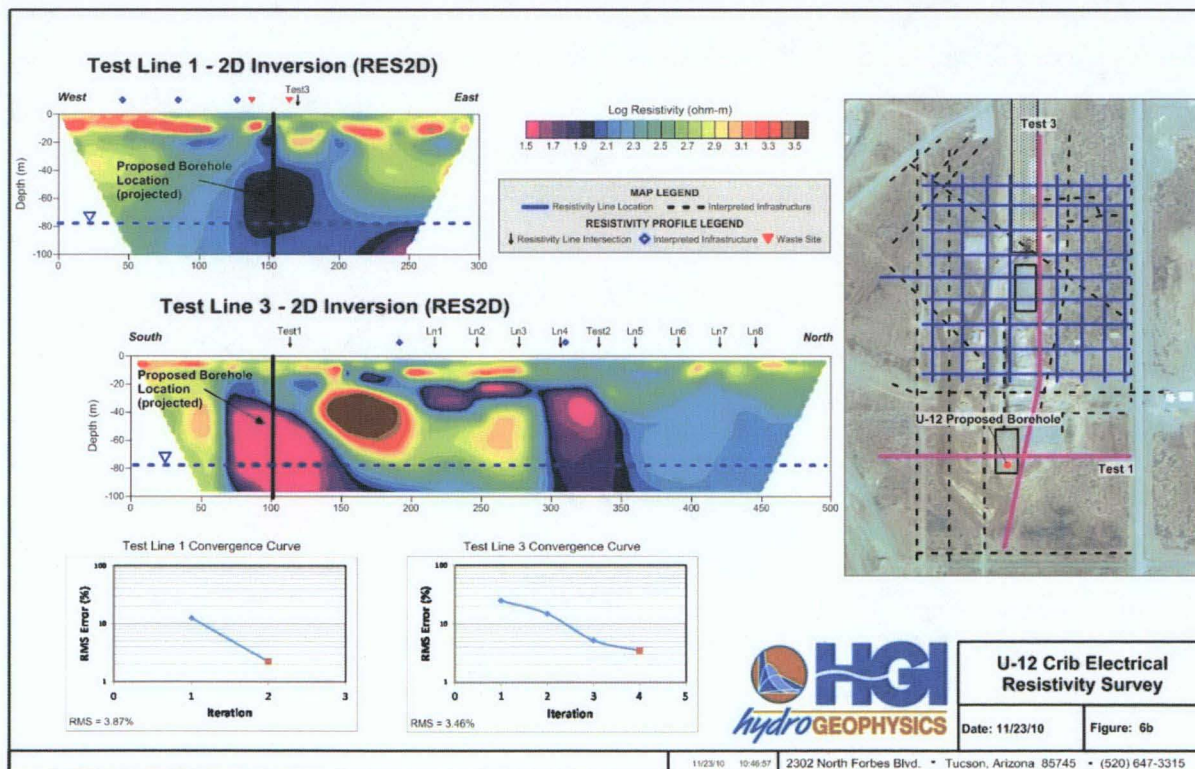 Test Line 1 - 2D Inversion (RES2D)
West
Test3
East
Depth (m)
0
-20
-40
-60
-80
-100
Proposed Borehole
Location
(projected)
0 50 100 150 200 250 300
Log Resistivity (ohm-m)
1.5 1.7 1.9 2.1 2.3 2.5 2.7 2.9 3.1 3.3 3.5
MAP LEGEND
Resistivity Line Location Interpreted Infrastructure
RESISTIVITY PROFILE LEGEND
Resistivity Line Intersection Interpreted Infrastructure Waste Site
Test Line 3 - 2D Inversion (RES2D)
South
Test1 Ln1 Ln2 Ln3 Ln4 Test2 Ln5 Ln6 Ln7 Ln8
North
Depth (m)
0
-20
-40
-60
-80
-100
Proposed Borehole
Location
(projected)
0 50 100 150 200 250 300 350 400 450 500
Test 3
U-12 Proposed Borehole
Test 1
Test Line 1 Convergence Curve
RMS Error (%)
100
10
1
0 1 2 3
Iteration
RMS = 3.87%
Test Line 3 Convergence Curve
RMS Error (%)
100
10
1
0 1 2 3 4 5
Iteration
RMS = 3.46%
HGI
hydroGEOPHYSICS
U-12 Crib Electrical
Resistivity Survey
Date: 11/23/10
Figure: 6b
11/23/10 10:46:57
2302 North Forbes Blvd. * Tucson, Arizona 85745 • (520) 647-3315